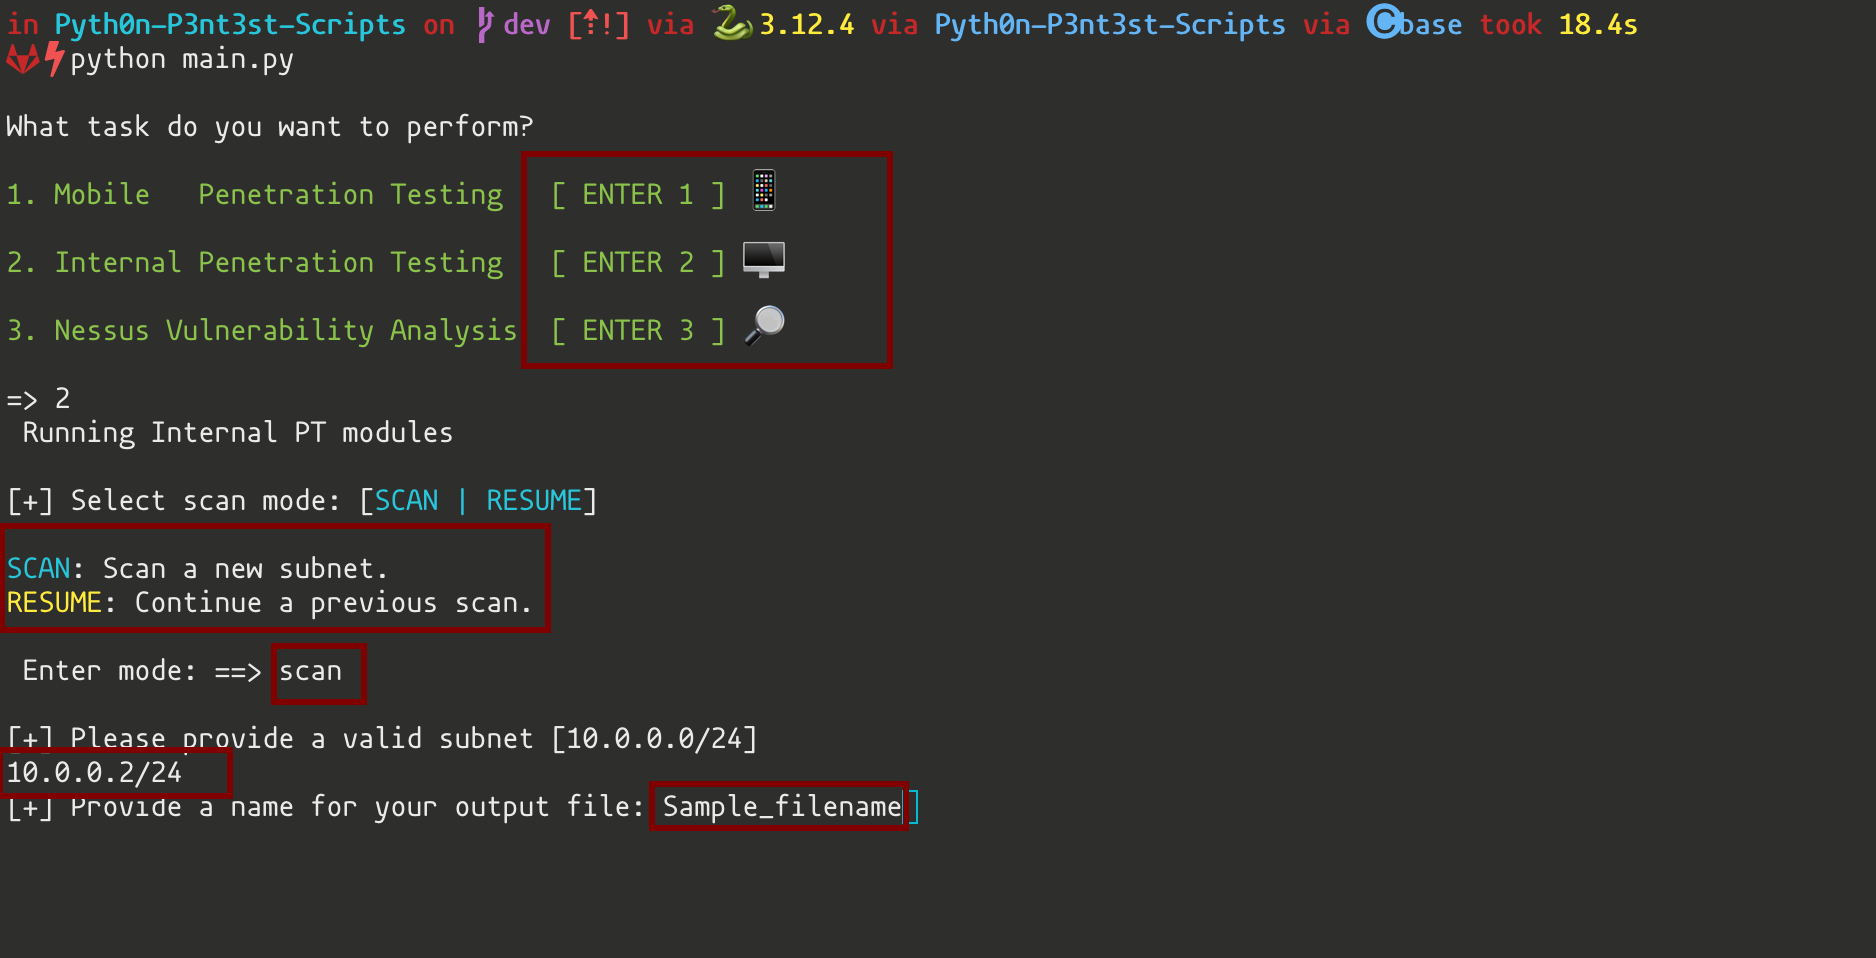 in Pyth0n-P3nt3st-Scripts on dev [⇡!] via 🐍3.12.4 via Pyth0n-P3nt3st-Scripts via Ⓒbase took 18.4s
⚡python main.py
What task do you want to perform?
1. Mobile   Penetration Testing   [ ENTER 1 ] 📱
2. Internal Penetration Testing   [ ENTER 2 ] 🖥️
3. Nessus Vulnerability Analysis  [ ENTER 3 ] 🔎
=> 2
Running Internal PT modules
[+] Select scan mode: [SCAN | RESUME]
SCAN: Scan a new subnet.
RESUME: Continue a previous scan.
Enter mode: ==> scan
[+] Please provide a valid subnet [10.0.0.0/24]
10.0.0.2/24
[+] Provide a name for your output file: Sample_filename